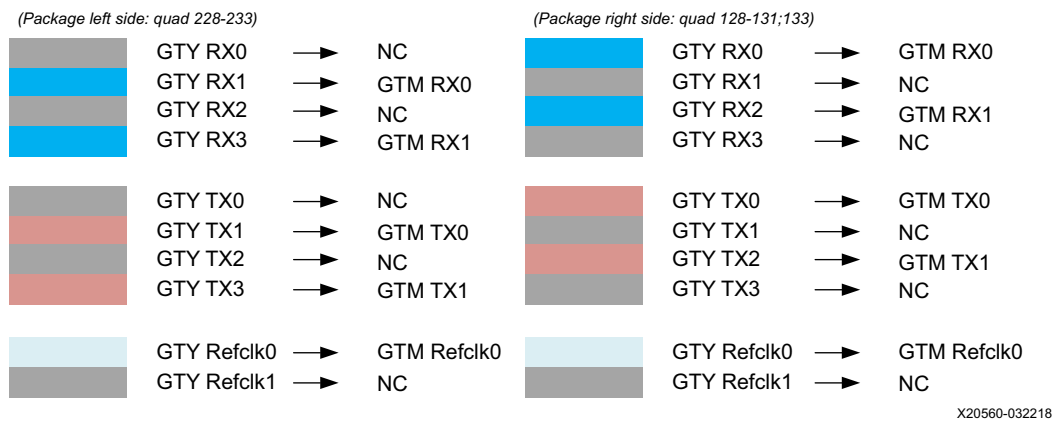 (Package left side: quad 228-233)
GTY RX0 → NC
GTY RX1 → GTM RX0
GTY RX2 → NC
GTY RX3 → GTM RX1
GTY TX0 → NC
GTY TX1 → GTM TX0
GTY TX2 → NC
GTY TX3 → GTM TX1
GTY Refclk0 → GTM Refclk0
GTY Refclk1 → NC
(Package right side: quad 128-131;133)
GTY RX0 → GTM RX0
GTY RX1 → NC
GTY RX2 → GTM RX1
GTY RX3 → NC
GTY TX0 → GTM TX0
GTY TX1 → NC
GTY TX2 → GTM TX1
GTY TX3 → NC
GTY Refclk0 → GTM Refclk0
GTY Refclk1 → NC
X20560-032218